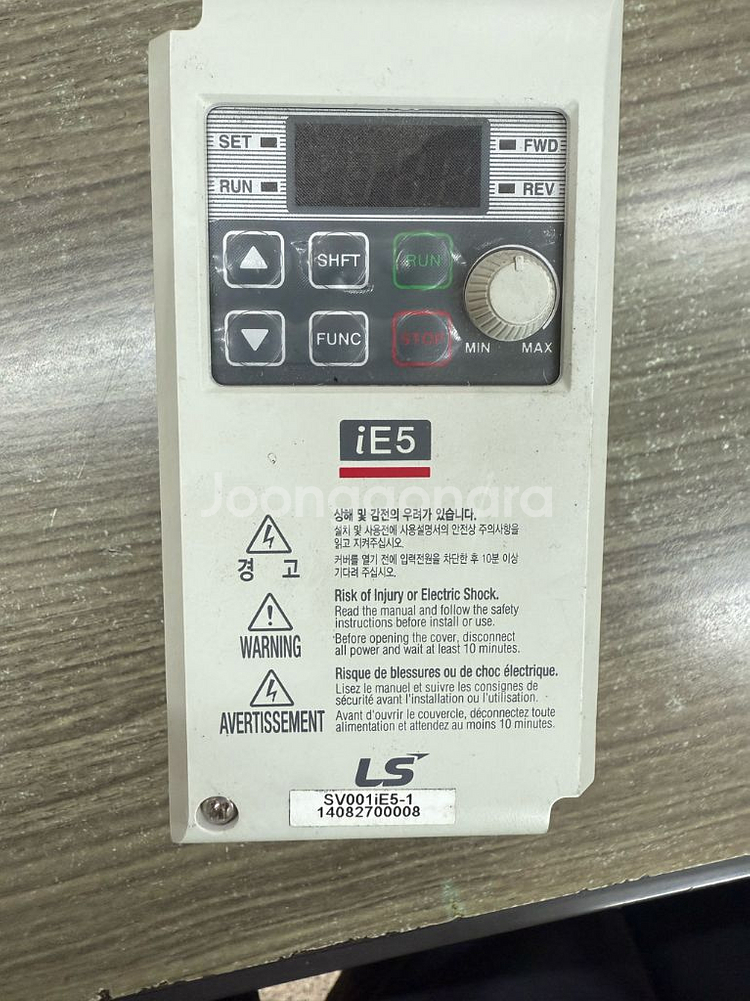 SET
FWD
RUN
REV
SHFT
RUN
FUNC
STOP
MIN
MAX
iE5
Joonggonara
상해 및 감전의 우려가 있습니다.
설치 및 사용전에 사용설명서의 안전상 주의사항을
읽고 지켜주십시오.
커버를 열기 전에 입력전원을 차단한 후 10분 이상
기다려 주십시오.
경 고
Risk of Injury or Electric Shock.
Read the manual and follow the safety
instructions before install or use.
Before opening the cover, disconnect
all power and wait at least 10 minutes.
WARNING
Risque de blessures ou de choc électrique.
Lisez le manuel et suivre les consignes de
sécurité avant l'installation ou l'utilisation.
Avant d'ouvrir le couvercle, déconnectez toute
alimentation et attendez au moins 10 minutes.
AVERTISSEMENT
LS
SV001iE5-1
14082700008